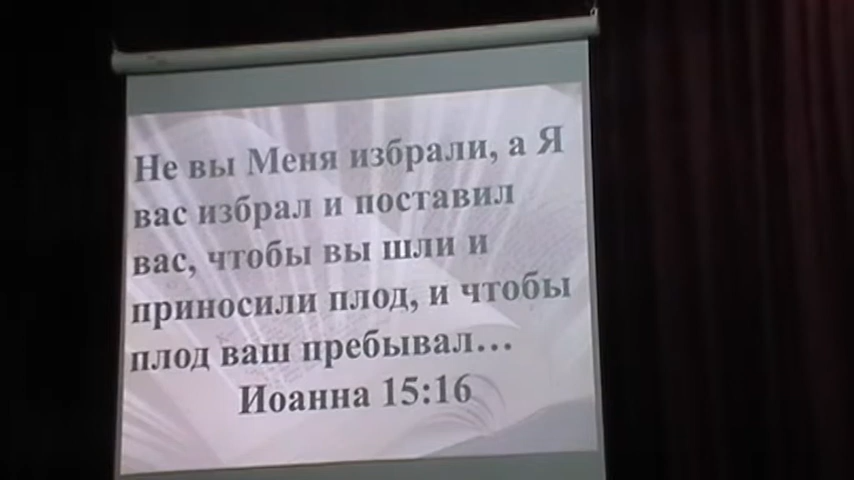 Не вы Меня избрали, а Я
вас избрал и поставил
вас, чтобы вы шли и
приносили плод, и чтобы
плод ваш пребывал…
Иоанна 15:16